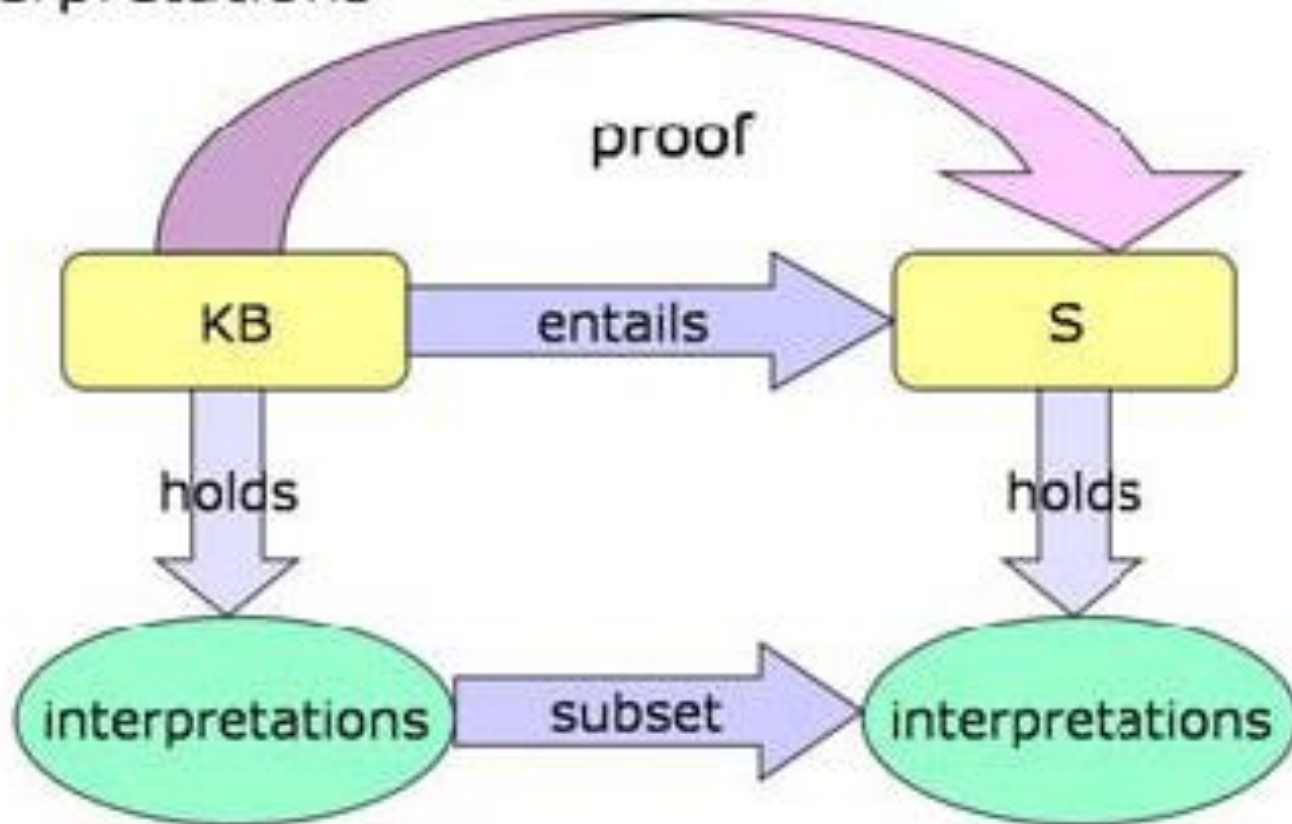 proof
KB
entails
S
holds
holds
interpretations
subset
interpretations